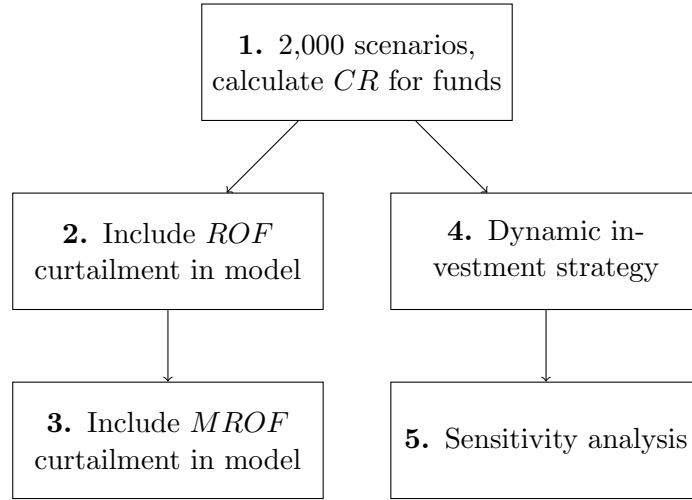 1. 2,000 scenarios,
calculate CR for funds
2. Include ROF
curtailment in model
4. Dynamic in-
vestment strategy
3. Include MROF
curtailment in model
5. Sensitivity analysis